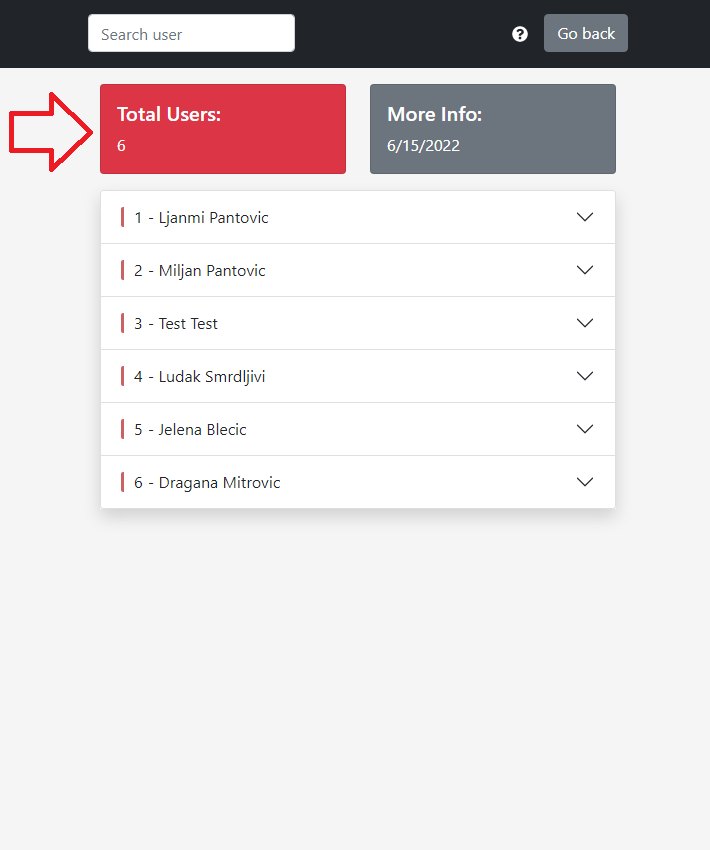 Search user
Go back
Total Users:
6
More Info:
6/15/2022
1 - Ljanmi Pantovic
2 - Miljan Pantovic
3 - Test Test
4 - Ludak Smrdljivi
5 - Jelena Blecic
6 - Dragana Mitrovic